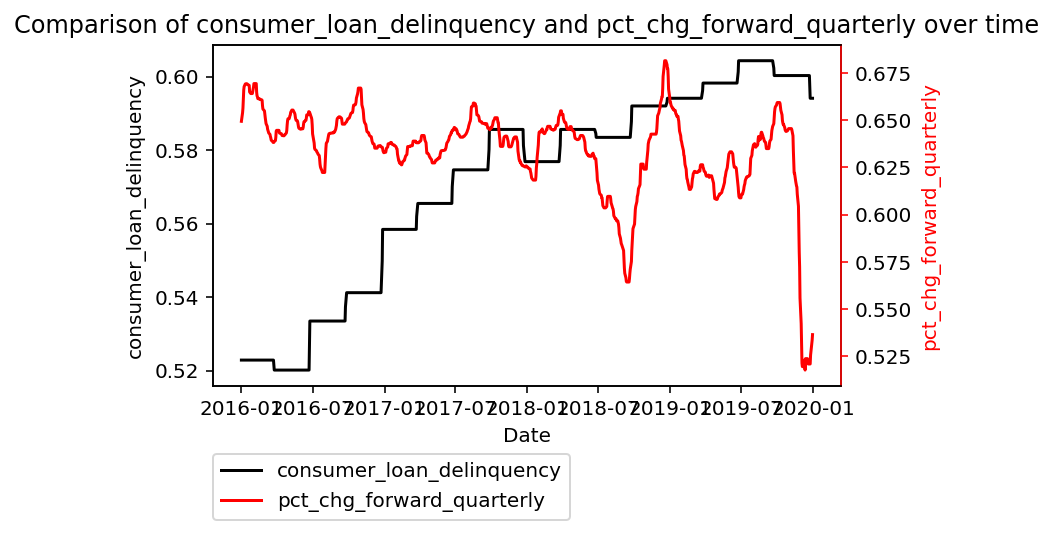 Comparison of consumer_loan_delinquency and pct_chg_forward_quarterly over time
consumer_loan_delinquency
0.60
0.58
0.56
0.54
0.52
0.675
0.650
0.625
0.600
0.575
0.550
0.525
pct_chg_forward_quarterly
2016-01 2016-07 2017-01 2017-07 2018-01 2018-07 2019-01 2019-07 2020-01
Date
consumer_loan_delinquency
pct_chg_forward_quarterly